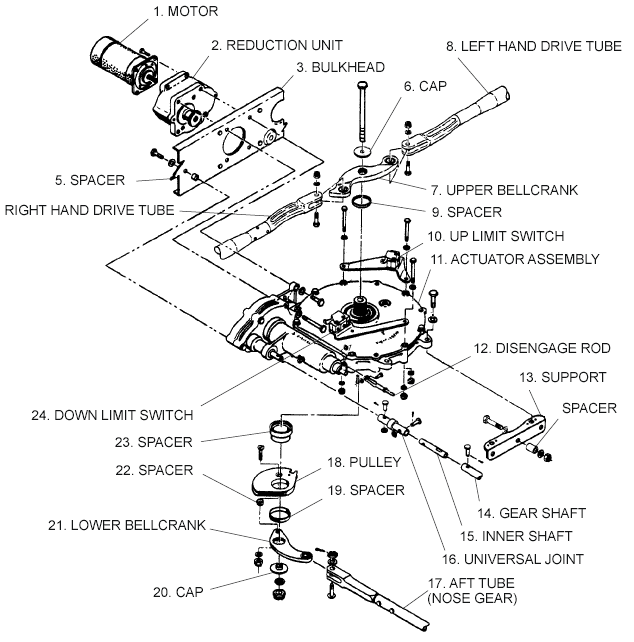 1. MOTOR
2. REDUCTION UNIT
3. BULKHEAD
8. LEFT HAND DRIVE TUBE
6. CAP
5. SPACER
7. UPPER BELLCRANK
RIGHT HAND DRIVE TUBE
9. SPACER
10. UP LIMIT SWITCH
11. ACTUATOR ASSEMBLY
12. DISENGAGE ROD
13. SUPPORT
SPACER
24. DOWN LIMIT SWITCH
23. SPACER
22. SPACER
18. PULLEY
19. SPACER
14. GEAR SHAFT
21. LOWER BELLCRANK
15. INNER SHAFT
16. UNIVERSAL JOINT
20. CAP
17. AFT TUBE
(NOSE GEAR)